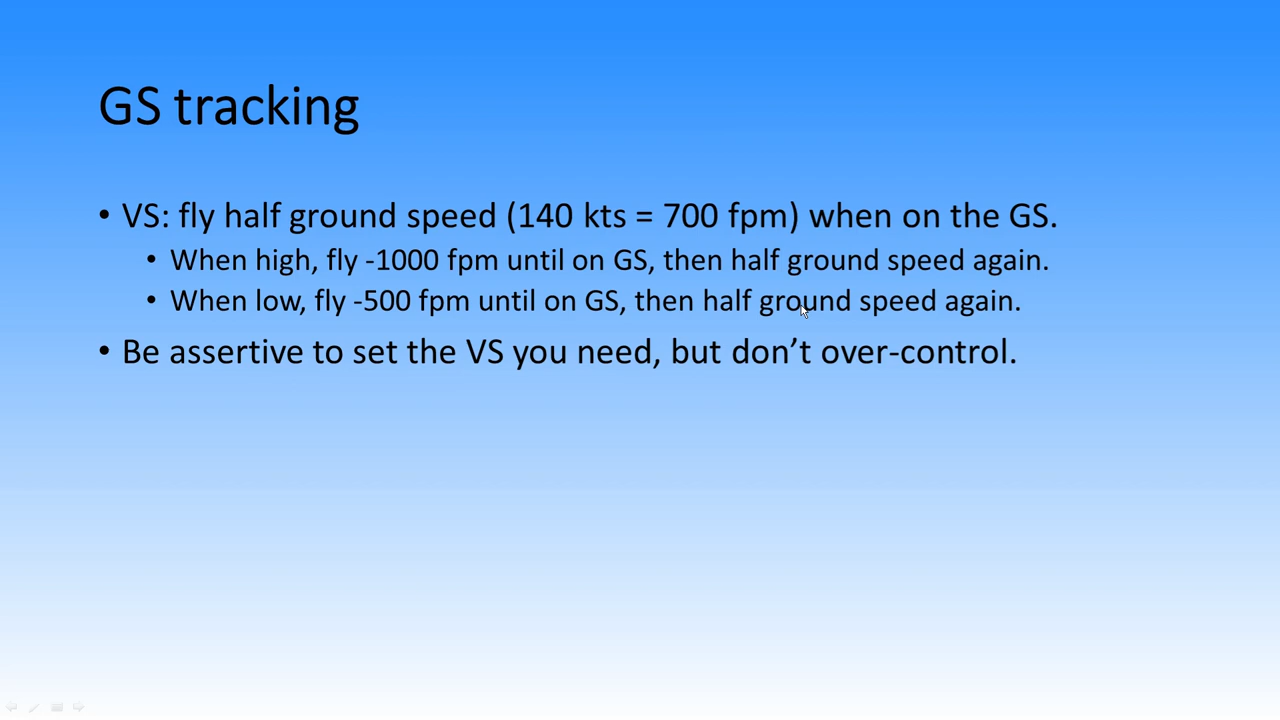 GS tracking
• VS: fly half ground speed (140 kts = 700 fpm) when on the GS.
• When high, fly -1000 fpm until on GS, then half ground speed again.
• When low, fly -500 fpm until on GS, then half ground speed again.
• Be assertive to set the VS you need, but don’t over-control.